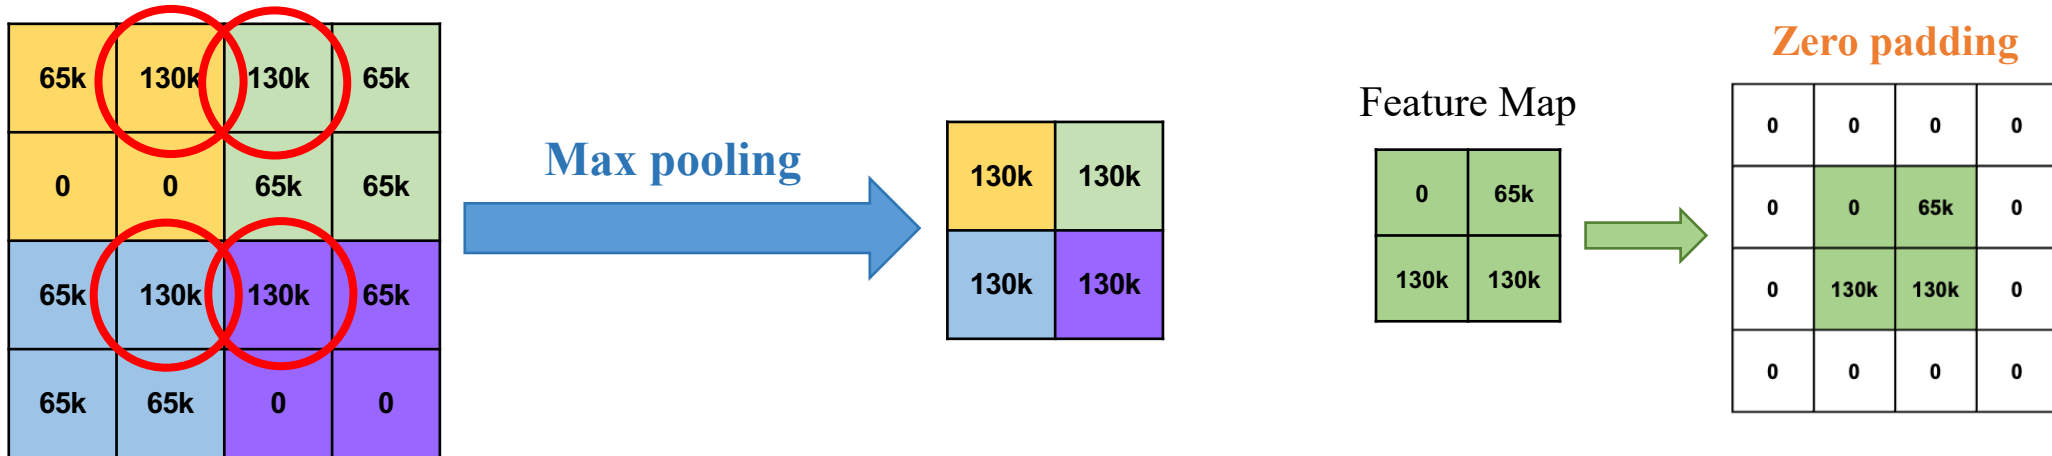 65k 130k 130k 65k
0 0 65k 65k
65k 130k 130k 65k
65k 65k 0 0
Max pooling
130k 130k
130k 130k
Feature Map
0 65k
130k 130k
Zero padding
0 0 0 0
0 0 65k 0
0 130k 130k 0
0 0 0 0